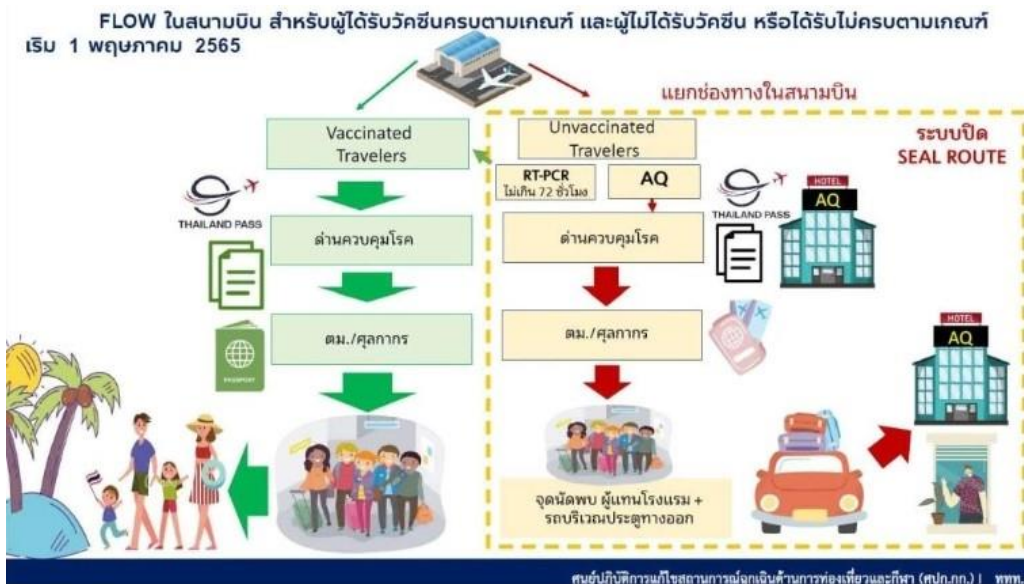 FLOW ในสนามบิน สำหรับผู้ได้รับวัคซีนครบตามเกณฑ์ และผู้ไม่ได้รับวัคซีน หรือได้รับไม่ครบตามเกณฑ์
เริ่ม 1 พฤษภาคม 2565
แยกช่องทางในสนามบิน
Vaccinated
Travelers
Unvaccinated
Travelers
ระบบปิด
SEAL ROUTE
RT-PCR
ไม่เกิน 72 ชั่วโมง
AQ
HOTEL
AQ
THAILAND PASS
THAILAND PASS
ด่านควบคุมโรค
ด่านควบคุมโรค
ตม./ศุลกากร
ตม./ศุลกากร
PASSPORT
HOTEL
AQ
จุดนัดพบ ผู้แทนโรงแรม +
รถบริเวณประตูทางออก
ศูนย์ปฏิบัติการแก้ไขสถานการณ์ฉุกเฉินด้านการท่องเที่ยวและกีฬา (ศปก.กก.) |